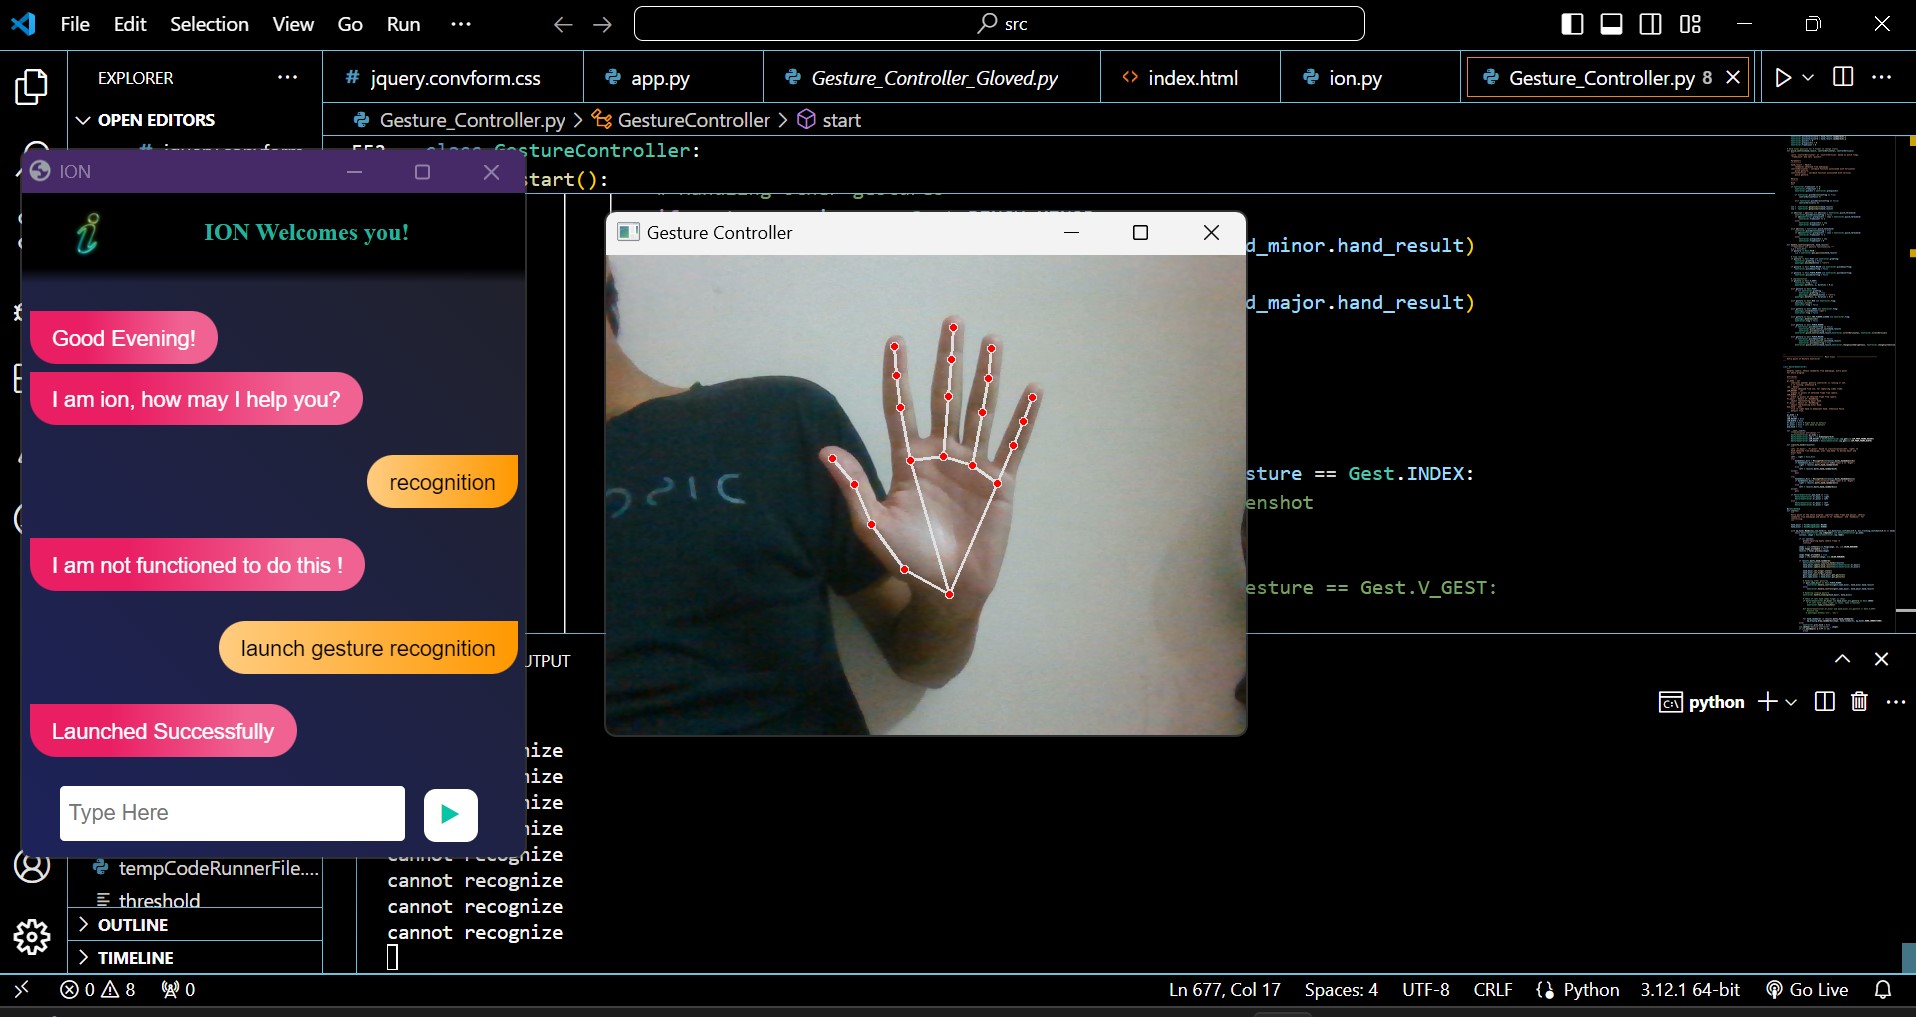 File Edit Selection View Go Run ···
src
EXPLORER ···
# jquery.convform.css
app.py
Gesture_Controller_Gloved.py
<> index.html
ion.py
Gesture_Controller.py 8
OPEN EDITORS
Gesture_Controller.py > GestureController > start
GestureController:
start():
ION
ION Welcomes you!
Good Evening!
I am ion, how may I help you?
recognition
I am not functioned to do this !
launch gesture recognition
Launched Successfully
Type Here
Gesture Controller
d_minor.hand_result)
d_major.hand_result)
sture == Gest.INDEX:
enshot
esture == Gest.V_GEST:
UTPUT
python
nize
nize
nize
nize
cannot recognize
cannot recognize
cannot recognize
cannot recognize
tempCodeRunnerFile....
threshold
OUTLINE
TIMELINE
0 8 0
Ln 677, Col 17 Spaces: 4 UTF-8 CRLF Python 3.12.1 64-bit Go Live